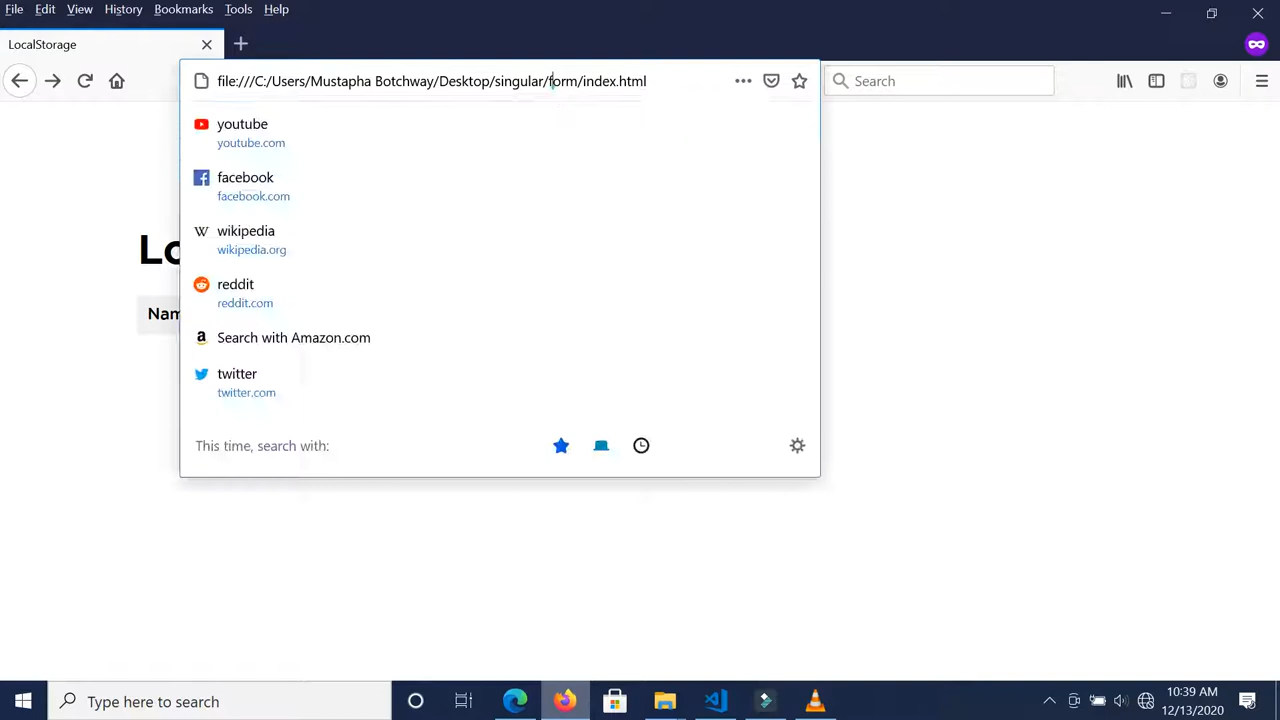 File Edit View History Bookmarks Tools Help
LocalStorage
file:///C:/Users/Mustapha Botchway/Desktop/singular/form/index.html
Search
youtube
youtube.com
facebook
facebook.com
wikipedia
wikipedia.org
Lo
reddit
reddit.com
Nam
Search with Amazon.com
twitter
twitter.com
This time, search with:
Type here to search
10:39 AM
12/13/2020